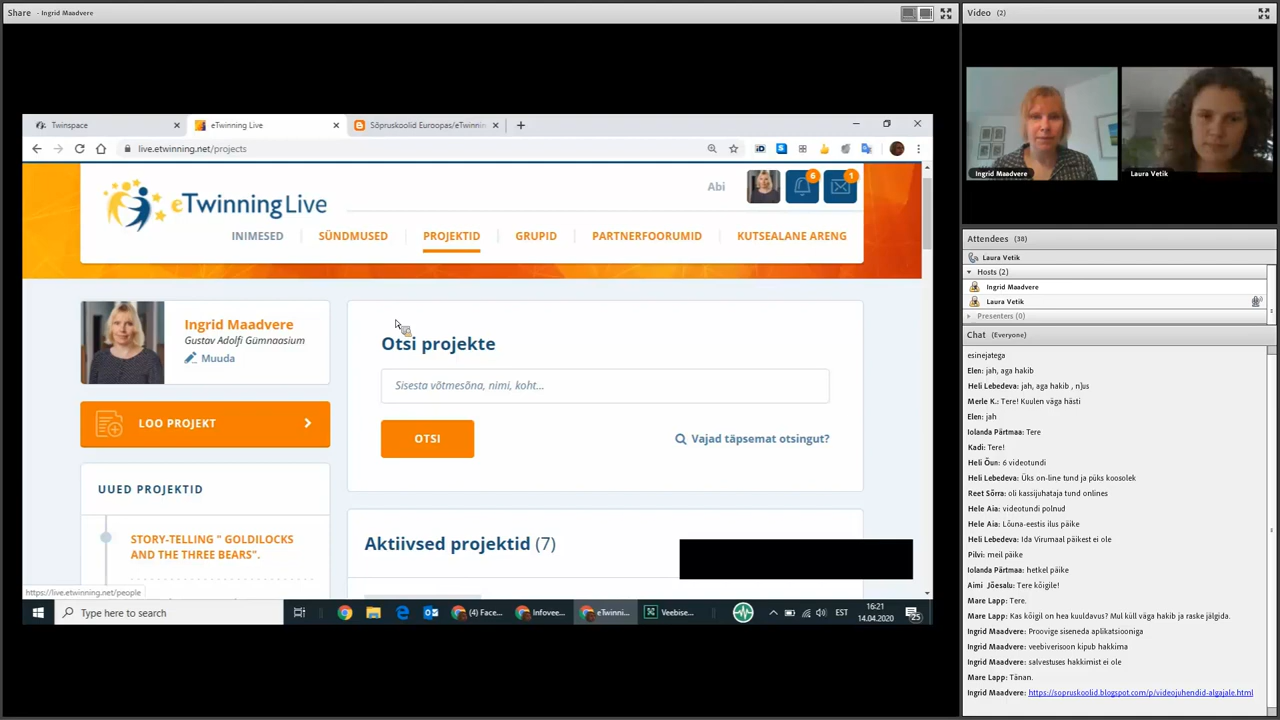 Share - Ingrid Maadvere
Twinspace
eTwinning Live
Sõpruskoolid Euroopas/eTwinnin
live.etwinning.net/projects
Abi
6
1
eTwinningLive
INIMESED
SÜNDMUSED
PROJEKTID
GRUPID
PARTNERFOORUMID
KUTSEALANE ARENG
Ingrid Maadvere
Gustav Adolfi Gümnaasium
Muuda
LOO PROJEKT
UUED PROJEKTID
STORY-TELLING " GOLDILOCKS
AND THE THREE BEARS".
Otsi projekte
Sisesta võtmesõna, nimi, koht...
OTSI
Vajad täpsemat otsingut?
Aktiivsed projektid (7)
https://live.etwinning.net/people
Type here to search
(4) Face...
Infovee...
eTwinni...
Veebise...
EST
16:21
14.04.2020
25
Video (2)
Ingrid Maadvere
Laura Vetik
Attendees (38)
Laura Vetik
Hosts (2)
Ingrid Maadvere
Laura Vetik
Presenters (0)
Chat (Everyone)
esinejatega
Elen: jah, aga hakib
Heli Lebedeva: jah, aga hakib , njus
Merle K.: Tere! Kuulen väga hästi
Elen: jah
Iolanda Pärtmaa: Tere
Kadi: Tere!
Heli Õun: 6 videotundi
Heli Lebedeva: Üks on-line tund ja püks koosolek
Reet Sõrra: oli kassijuhataja tund onlines
Hele Aia: videotundi polnud
Hele Aia: Lõuna-eestis ilus päike
Heli Lebedeva: Ida Virumaal päikest ei ole
Pilvi: meil päike
Iolanda Pärtmaa: hetkel päike
Aimi Jõesalu: Tere kõigile!
Mare Lapp: Tere.
Mare Lapp: Kas kõigil on hea kuuldavus? Mul küll väga hakib ja raske jälgida.
Ingrid Maadvere: Proovige siseneda aplikatsiooniga
Ingrid Maadvere: veebiverisoon kipub hakkima
Ingrid Maadvere: salvestuses hakkimist ei ole
Mare Lapp: Tänan.
Ingrid Maadvere: https://sopruskoolid.blogspot.com/p/videojuhendid-algajale.html